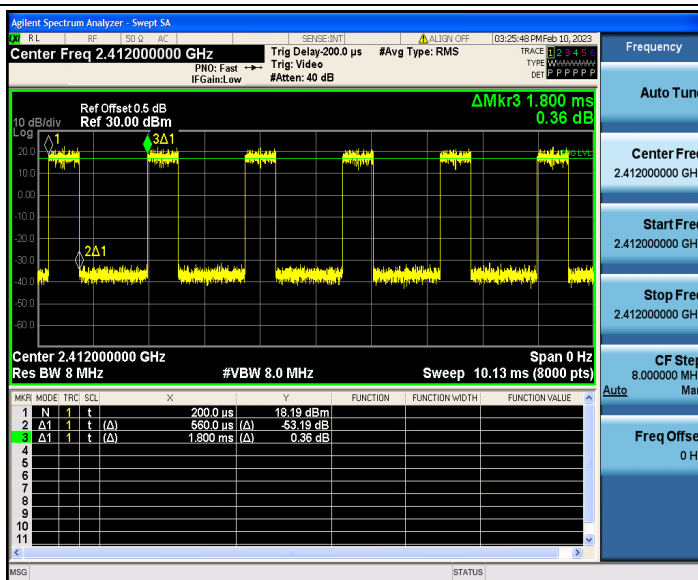 Agilent Spectrum Analyzer - Swept SA
RL RF 50 Ω AC SENSE:INT ALIGN OFF 03:25:48 PM Feb 10, 2023
Center Freq 2.412000000 GHz
PNO: Fast
IFGain:Low
Trig Delay-200.0 µs
Trig: Video
#Atten: 40 dB
#Avg Type: RMS
TRACE 1 2 3 4 5 6
TYPE W
DET P P P P P P
Ref Offset 0.5 dB
10 dB/div Ref 30.00 dBm
Log
ΔMkr3 1.800 ms
0.36 dB
20.0
10.0
0.00
-10.0
-20.0
-30.0
-40.0
-50.0
-60.0
1
3Δ1
2Δ1
Center 2.412000000 GHz Span 0 Hz
Res BW 8 MHz #VBW 8.0 MHz Sweep 10.13 ms (8000 pts)
MKR MODE TRC SCL X Y FUNCTION FUNCTION WIDTH FUNCTION VALUE
1 N 1 t 200.0 µs 18.19 dBm
2 Δ1 1 t (Δ) 560.0 µs (Δ) -53.19 dB
3 Δ1 1 t (Δ) 1.800 ms (Δ) 0.36 dB
4
5
6
7
8
9
10
11
MSG STATUS
Frequency
Auto Tun
Center Fre
2.412000000 GH
Start Fre
2.412000000 GH
Stop Fre
2.412000000 GH
CF Step
8.000000 MH
Auto Ma
Freq Offse
0 H